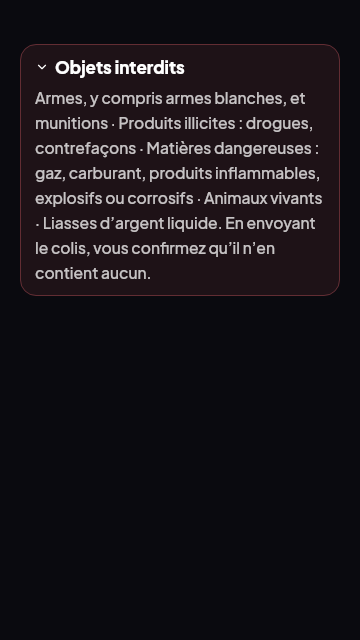 Objets interdits
Armes, y compris armes blanches, et
munitions · Produits illicites : drogues,
contrefaçons · Matières dangereuses :
gaz, carburant, produits inflammables,
explosifs ou corrosifs · Animaux vivants
· Liasses d’argent liquide. En envoyant
le colis, vous confirmez qu’il n’en
contient aucun.